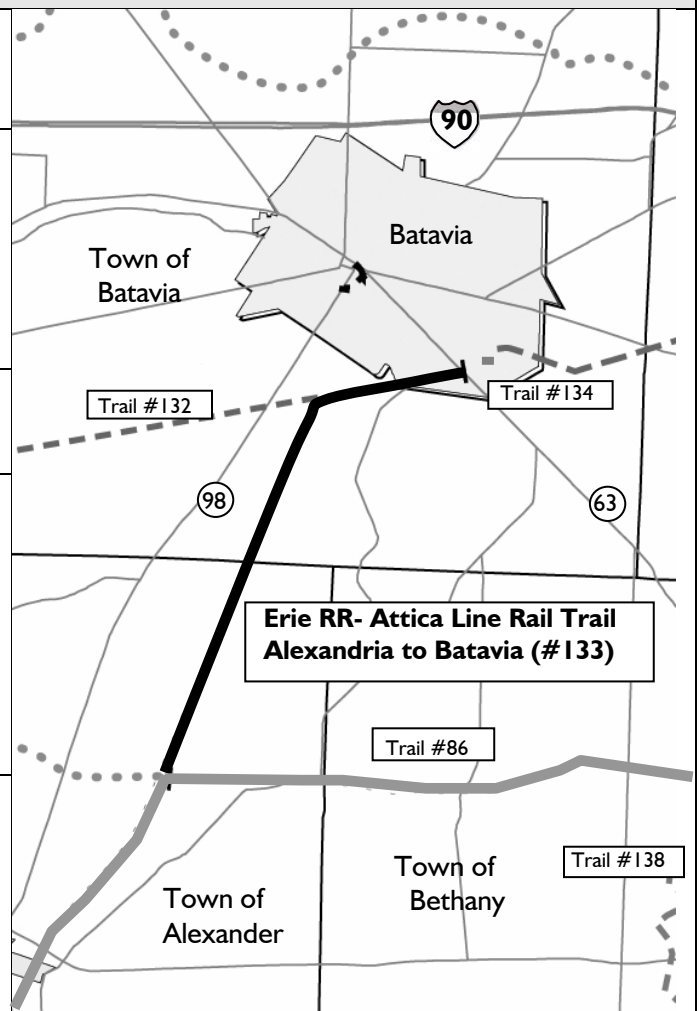 90
Batavia
Town of
Batavia
Trail #134
Trail #132
98
63
Erie RR- Attica Line Rail Trail
Alexandria to Batavia (#133)
Trail #86
Trail #138
Town of
Bethany
Town of
Alexander